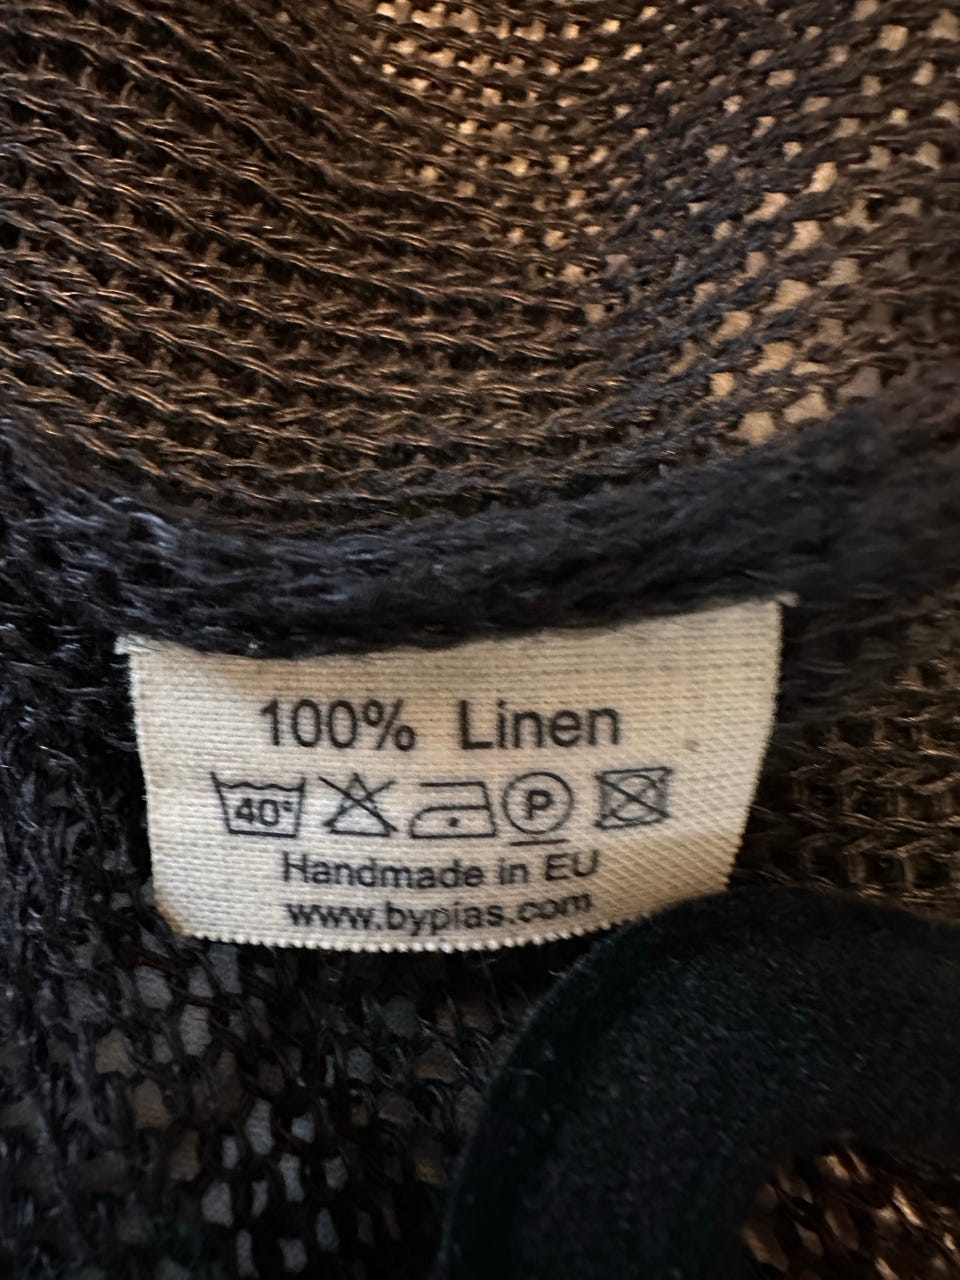 100% Linen
40° P
Handmade in EU
www.bypias.com